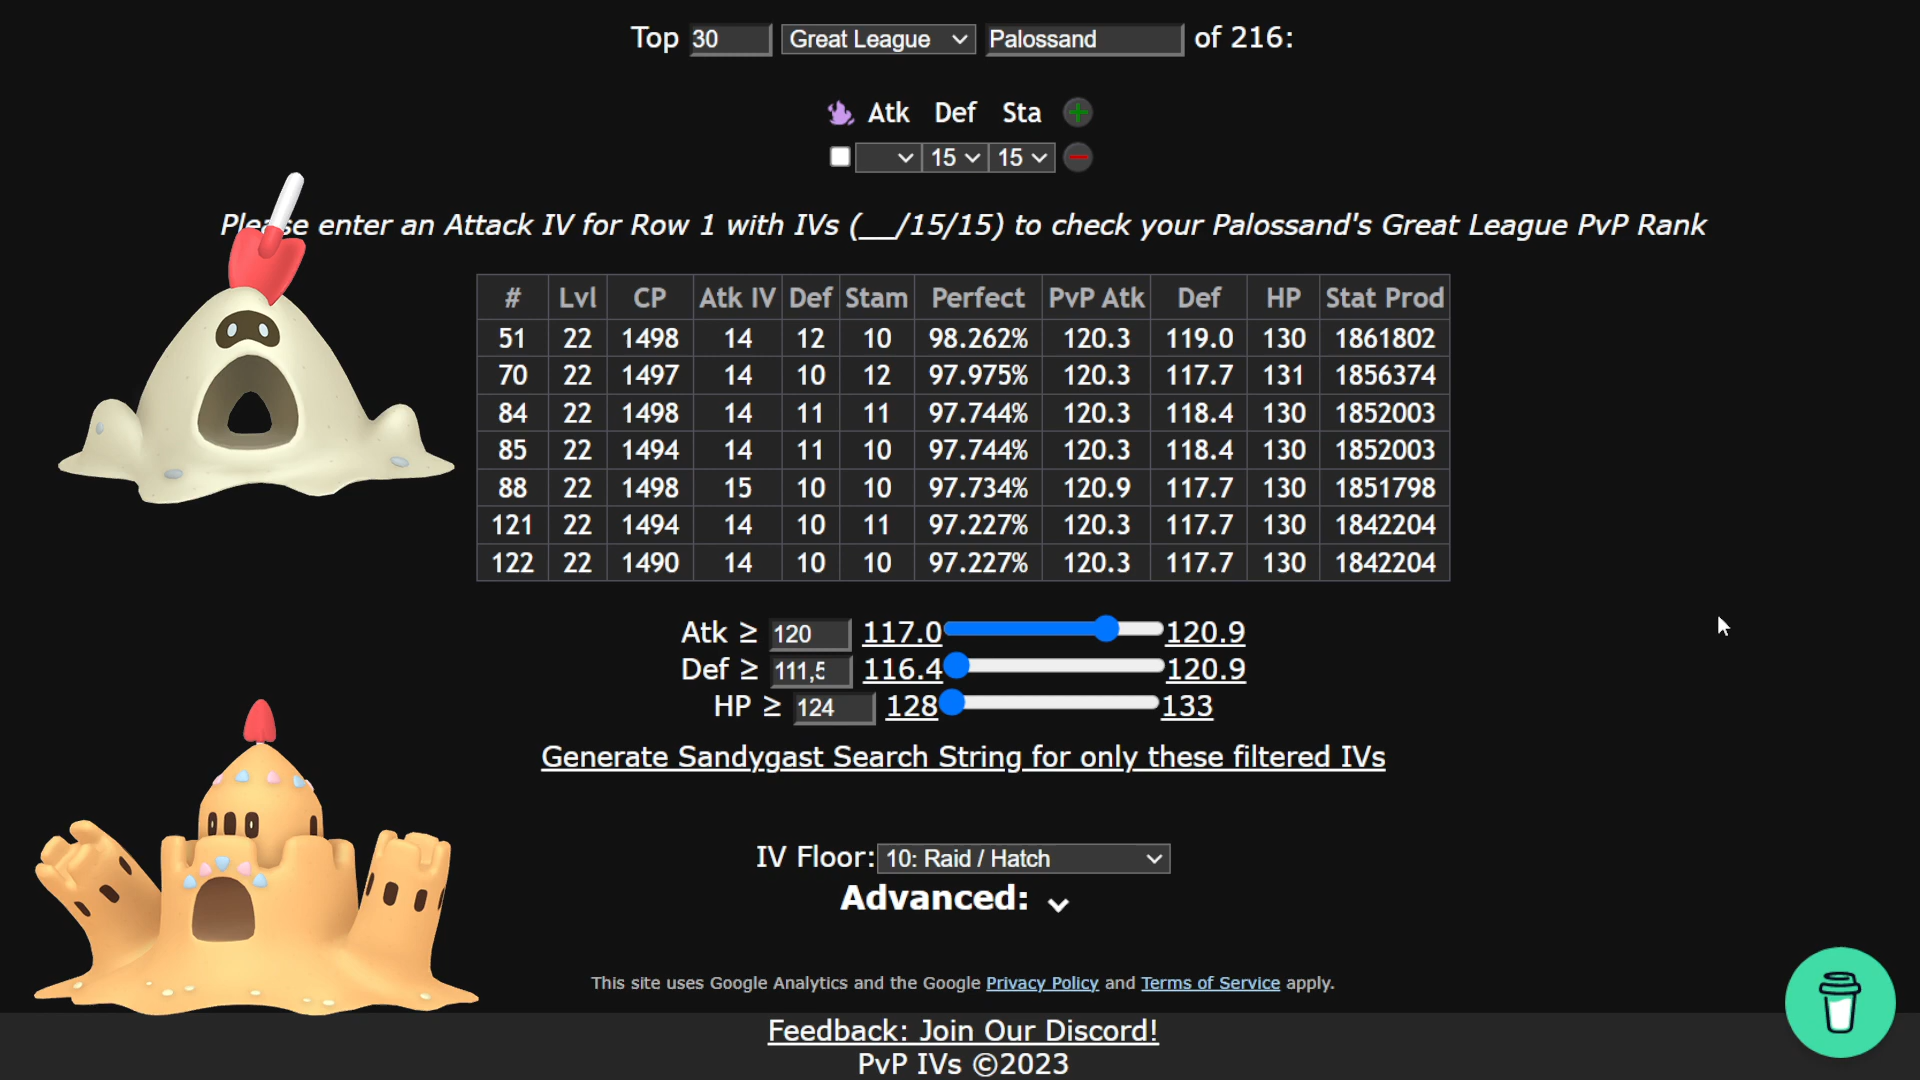 Top 30 Great League Palossand of 216:
Atk Def Sta
15 15
Please enter an Attack IV for Row 1 with IVs (__/15/15) to check your Palossand's Great League PvP Rank
# Lvl CP Atk IV Def Stam Perfect PvP Atk Def HP Stat Prod
51 22 1498 14 12 10 98.262% 120.3 119.0 130 1861802
70 22 1497 14 10 12 97.975% 120.3 117.7 131 1856374
84 22 1498 14 11 11 97.744% 120.3 118.4 130 1852003
85 22 1494 14 11 10 97.744% 120.3 118.4 130 1852003
88 22 1498 15 10 10 97.734% 120.9 117.7 130 1851798
121 22 1494 14 10 11 97.227% 120.3 117.7 130 1842204
122 22 1490 14 10 10 97.227% 120.3 117.7 130 1842204
Atk ≥ 120 117.0 120.9
Def ≥ 111,5 116.4 120.9
HP ≥ 124 128 133
Generate Sandygast Search String for only these filtered IVs
IV Floor: 10: Raid / Hatch
Advanced:
This site uses Google Analytics and the Google Privacy Policy and Terms of Service apply.
Feedback: Join Our Discord!
PvP IVs ©2023